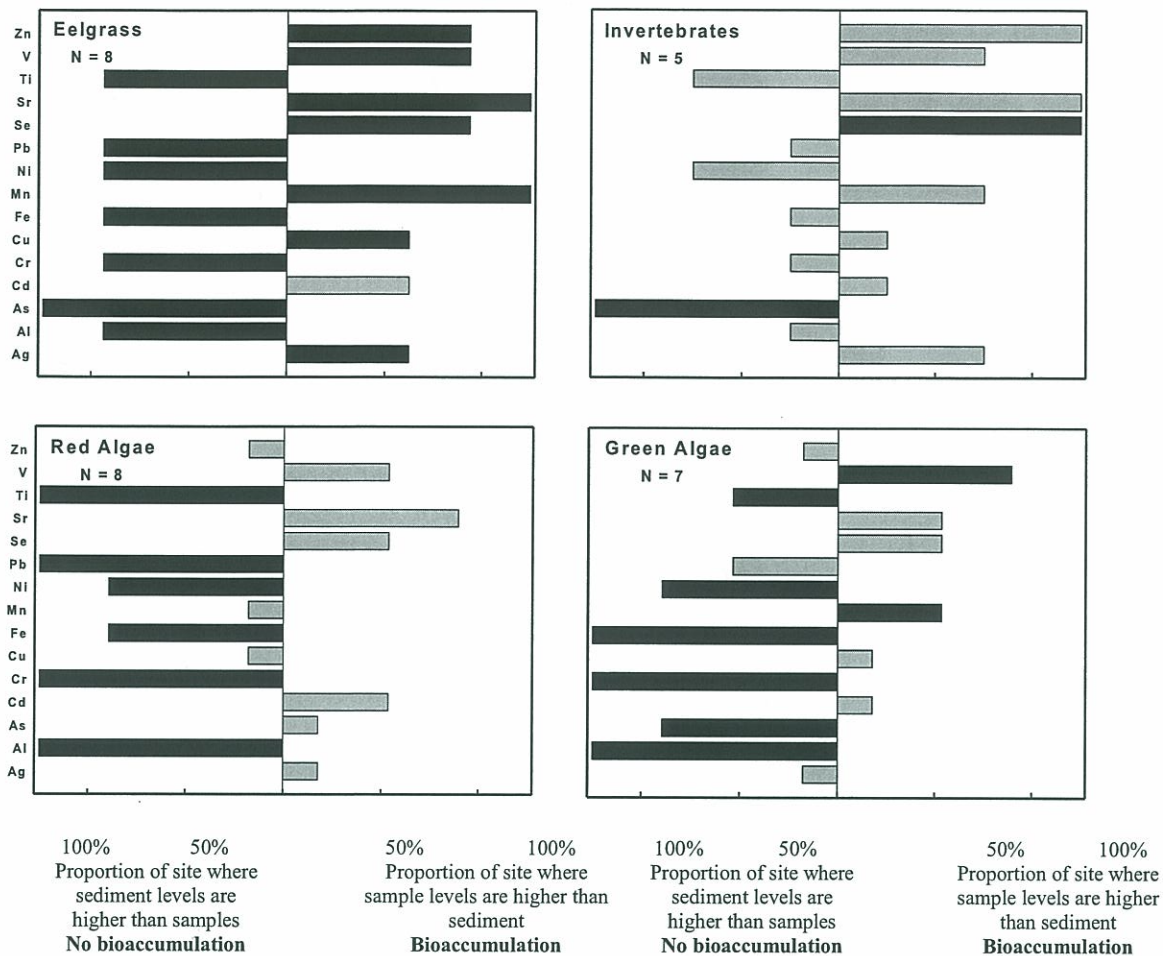 Eelgrass
N = 8
Zn
V
Ti
Sr
Se
Pb
Ni
Mn
Fe
Cu
Cr
Cd
As
Al
Ag
Invertebrates
N = 5
Red Algae
N = 8
Zn
V
Ti
Sr
Se
Pb
Ni
Mn
Fe
Cu
Cr
Cd
As
Al
Ag
Green Algae
N = 7
100% 50%
Proportion of site where
sediment levels are
higher than samples
No bioaccumulation
50% 100%
Proportion of site where
sample levels are higher than
sediment
Bioaccumulation
100% 50%
Proportion of site where
sediment levels are
higher than samples
No bioaccumulation
50% 100%
Proportion of site where
sample levels are higher
than sediment
Bioaccumulation